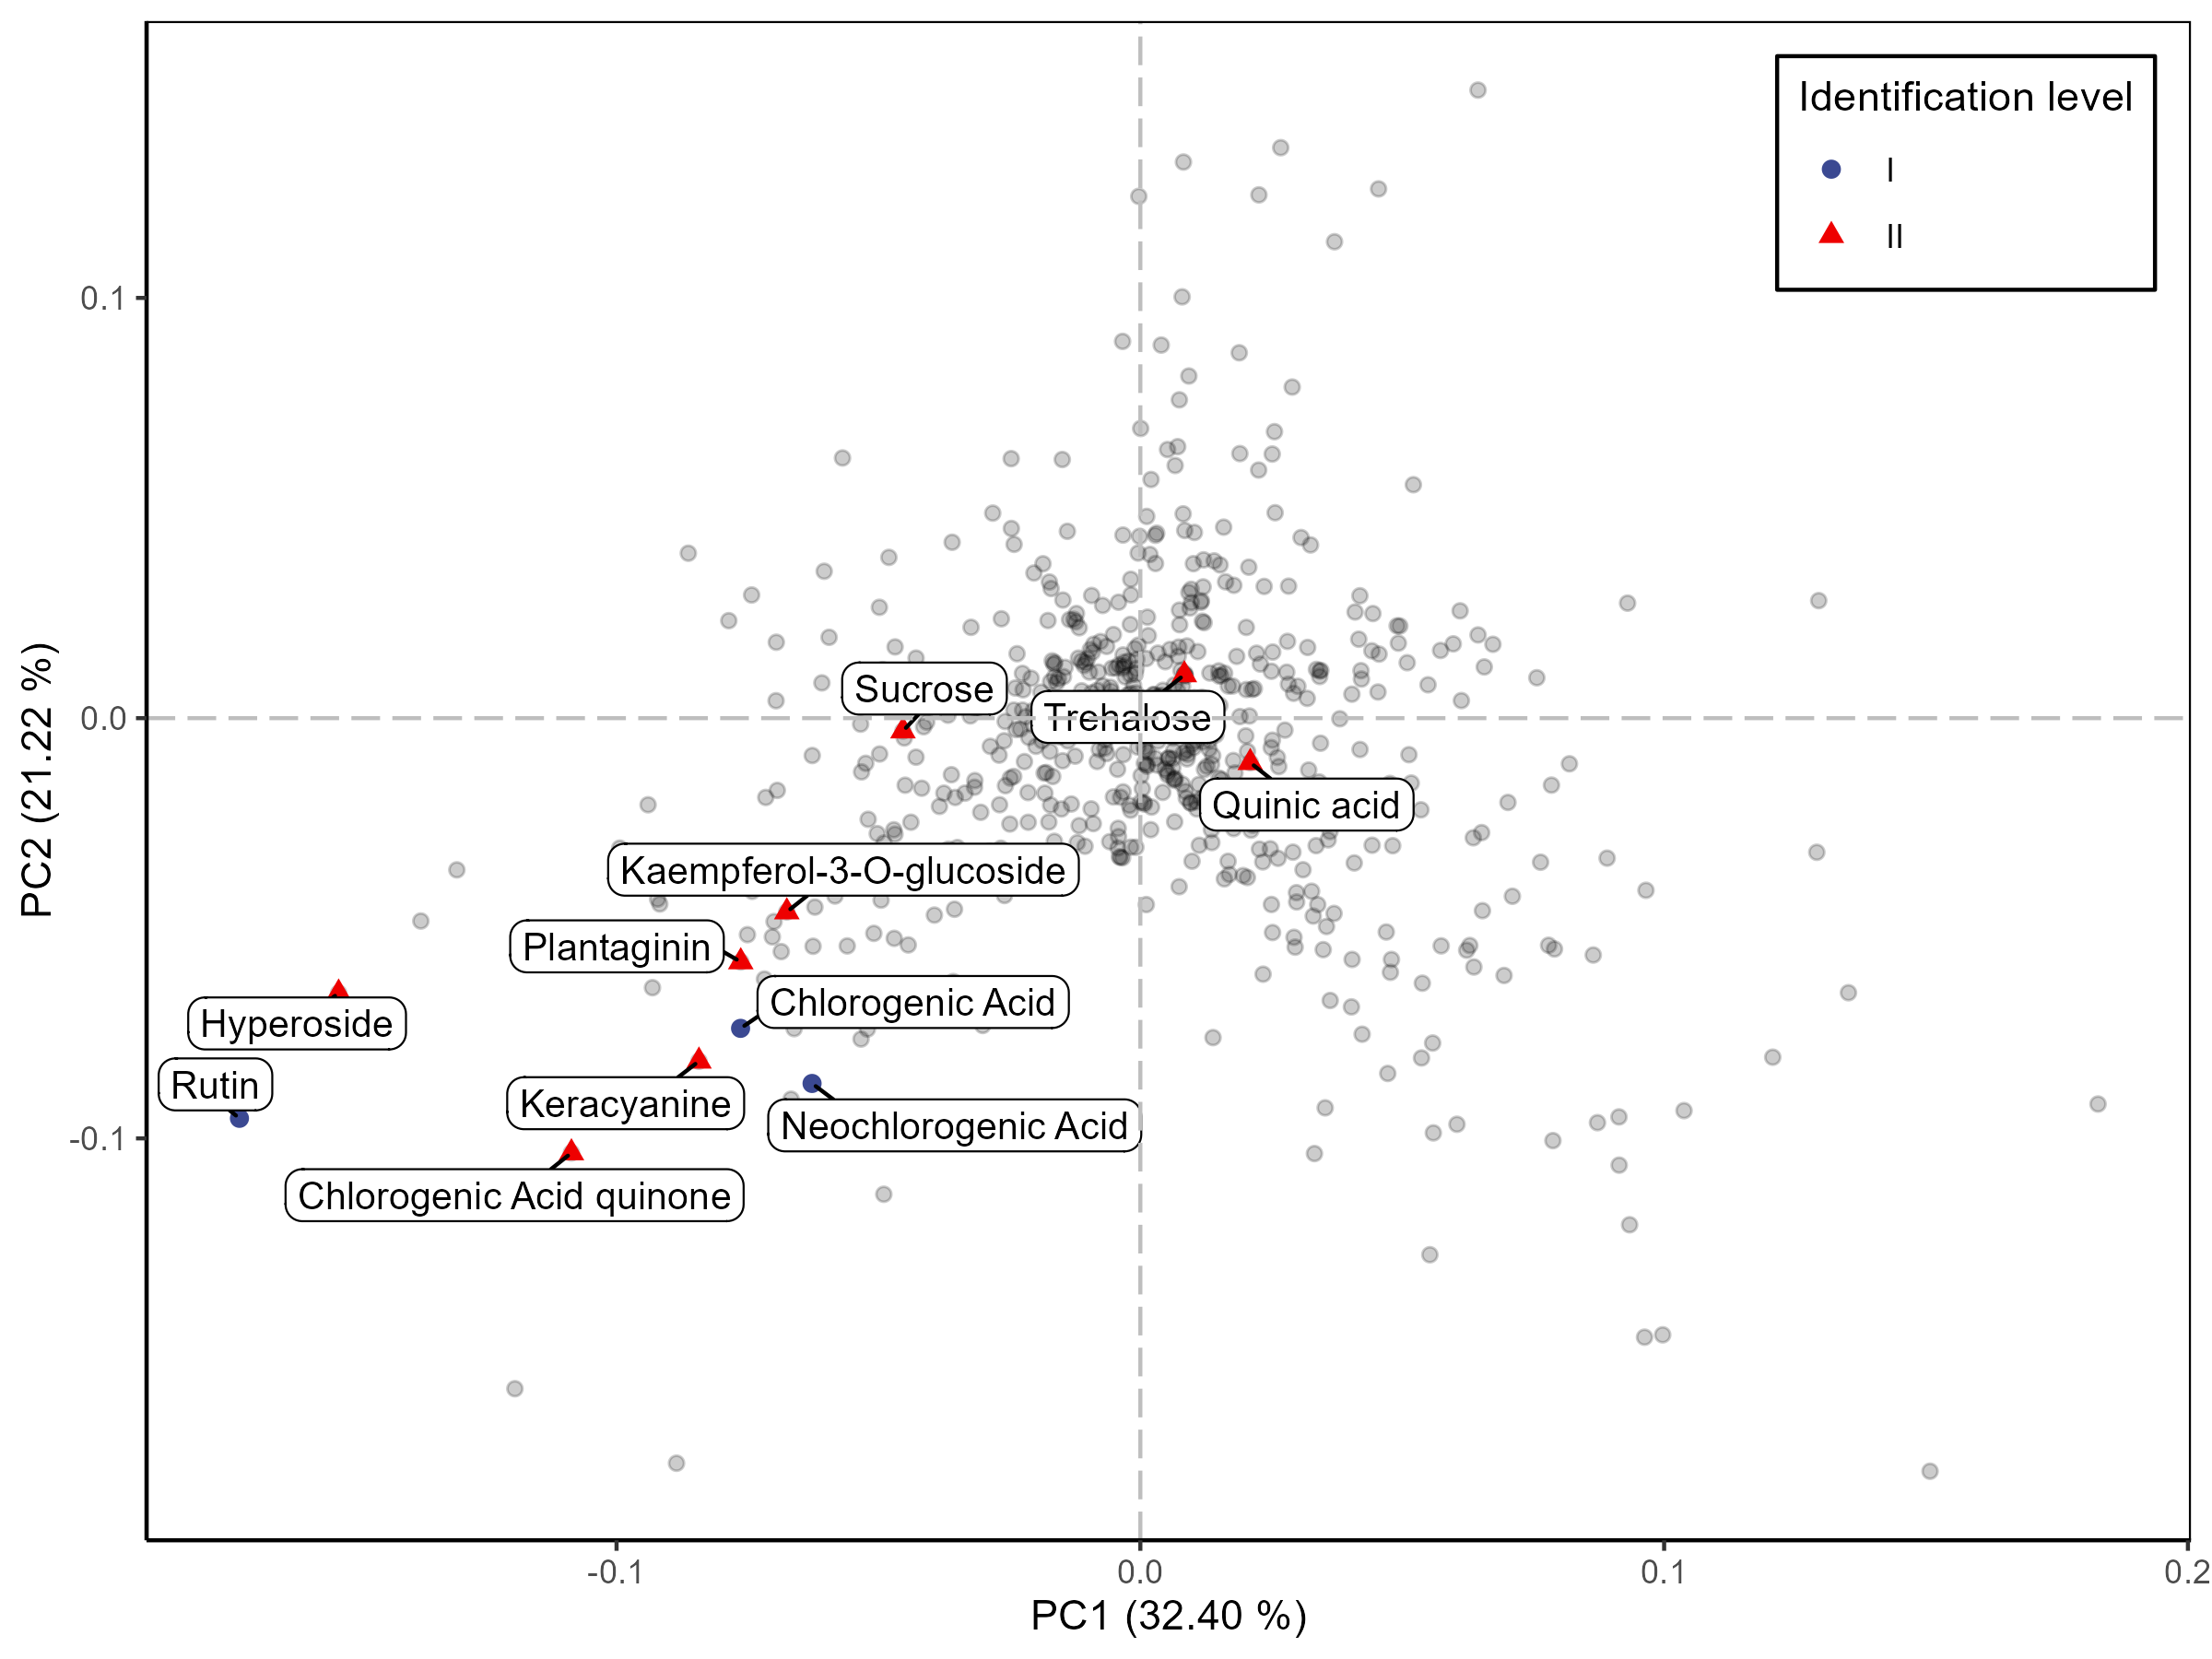 Identification level
I
II
0.1
0.0
-0.1
PC2 (21.22 %)
Sucrose
Trehalose
Quinic acid
Kaempferol-3-O-glucoside
Plantaginin
Chlorogenic Acid
Hyperoside
Rutin
Keracyanine
Neochlorogenic Acid
Chlorogenic Acid quinone
-0.1
0.0
0.1
0.2
PC1 (32.40 %)